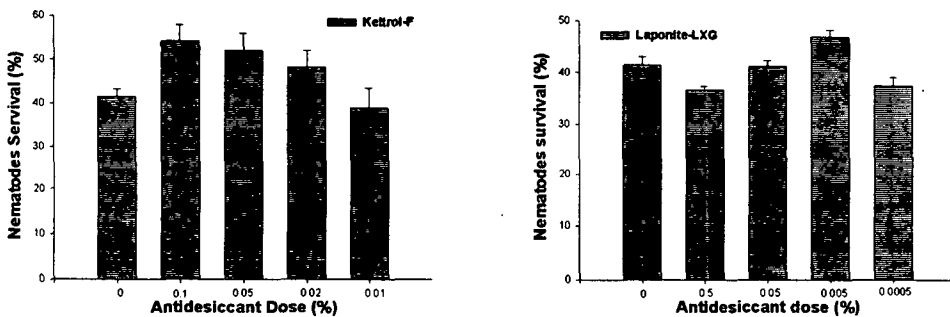 60
50
40
30
60
10
0
Nematodes Servival (%)
Keltrol-F
0 0.1 0.05 0.02 0.01
Antidesiccant Dose (%)
50
40
30
20
10
0
Nematodes survival (%)
Laponite-LXG
0 0.5 0.05 0.005 0.0005
Antidesiccant dose (%)